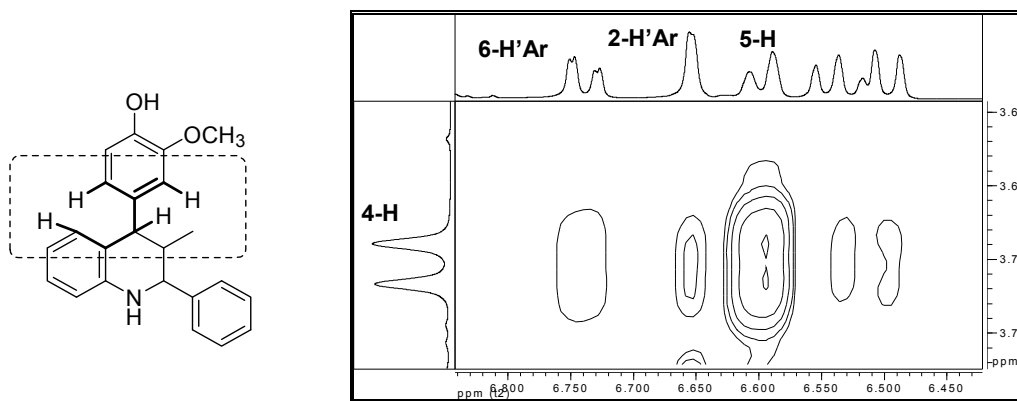 OH
OCH3
H
H
H
H
N
H
6-H'Ar
2-H'Ar
5-H
4-H
3.6
3.6
3.7
3.7
ppm
6.800
6.750
6.700
6.650
6.600
6.550
6.500
6.450
ppm (t2)